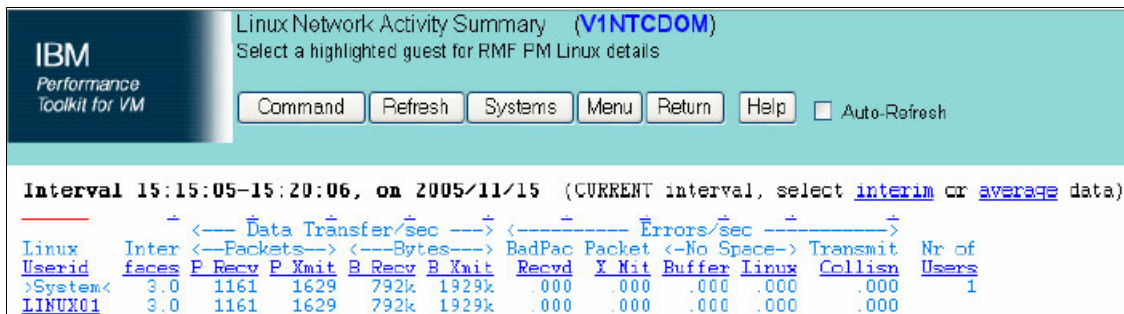 Linux Network Activity Summary (V1NTCDOM)
Select a highlighted guest for RMF PM Linux details
IBM
Performance
Toolkit for VM
Command Refresh Systems Menu Return Help Auto-Refresh
Interval 15:15:05-15:20:06, on 2005/11/15 (CURRENT interval, select interim or average data)
<--- Data Transfer/sec ---> <---------- Errors/sec ----------->
Linux Inter <--Packets--> <---Bytes---> BadPac Packet <-No Space-> Transmit Nr of
Userid faces P Recv P Xmit B Recv B Xmit Recvd X Mit Buffer Linux Collisn Users
>System< 3.0 1161 1629 792k 1929k .000 .000 .000 .000 .000 1
LINUX01 3.0 1161 1629 792k 1929k .000 .000 .000 .000 .000